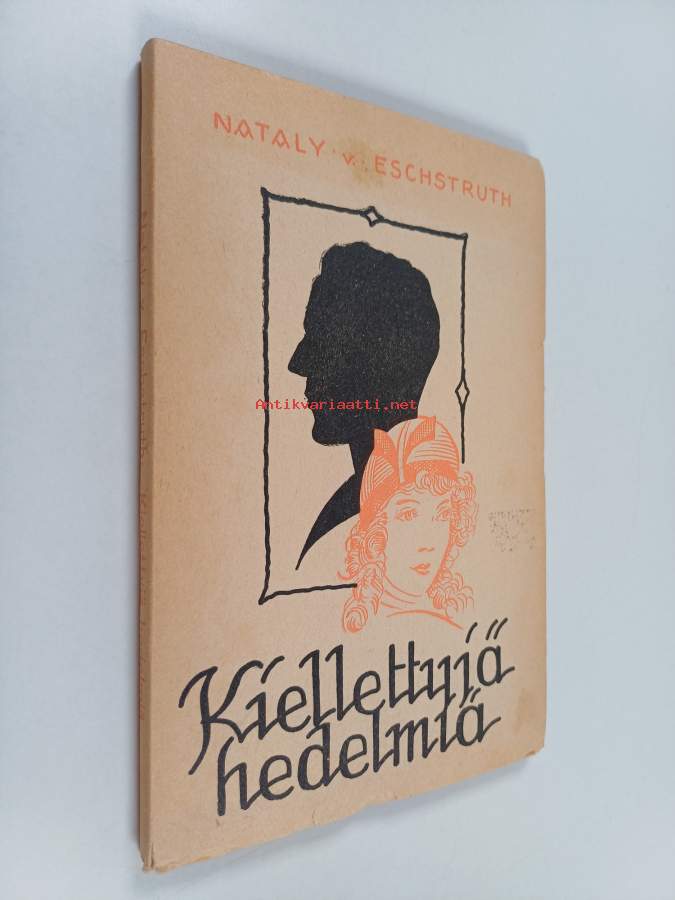 NATALY v. ESCHSTRUTH
Antikvariaatti.net
Kiellettyjä
hedelmiä